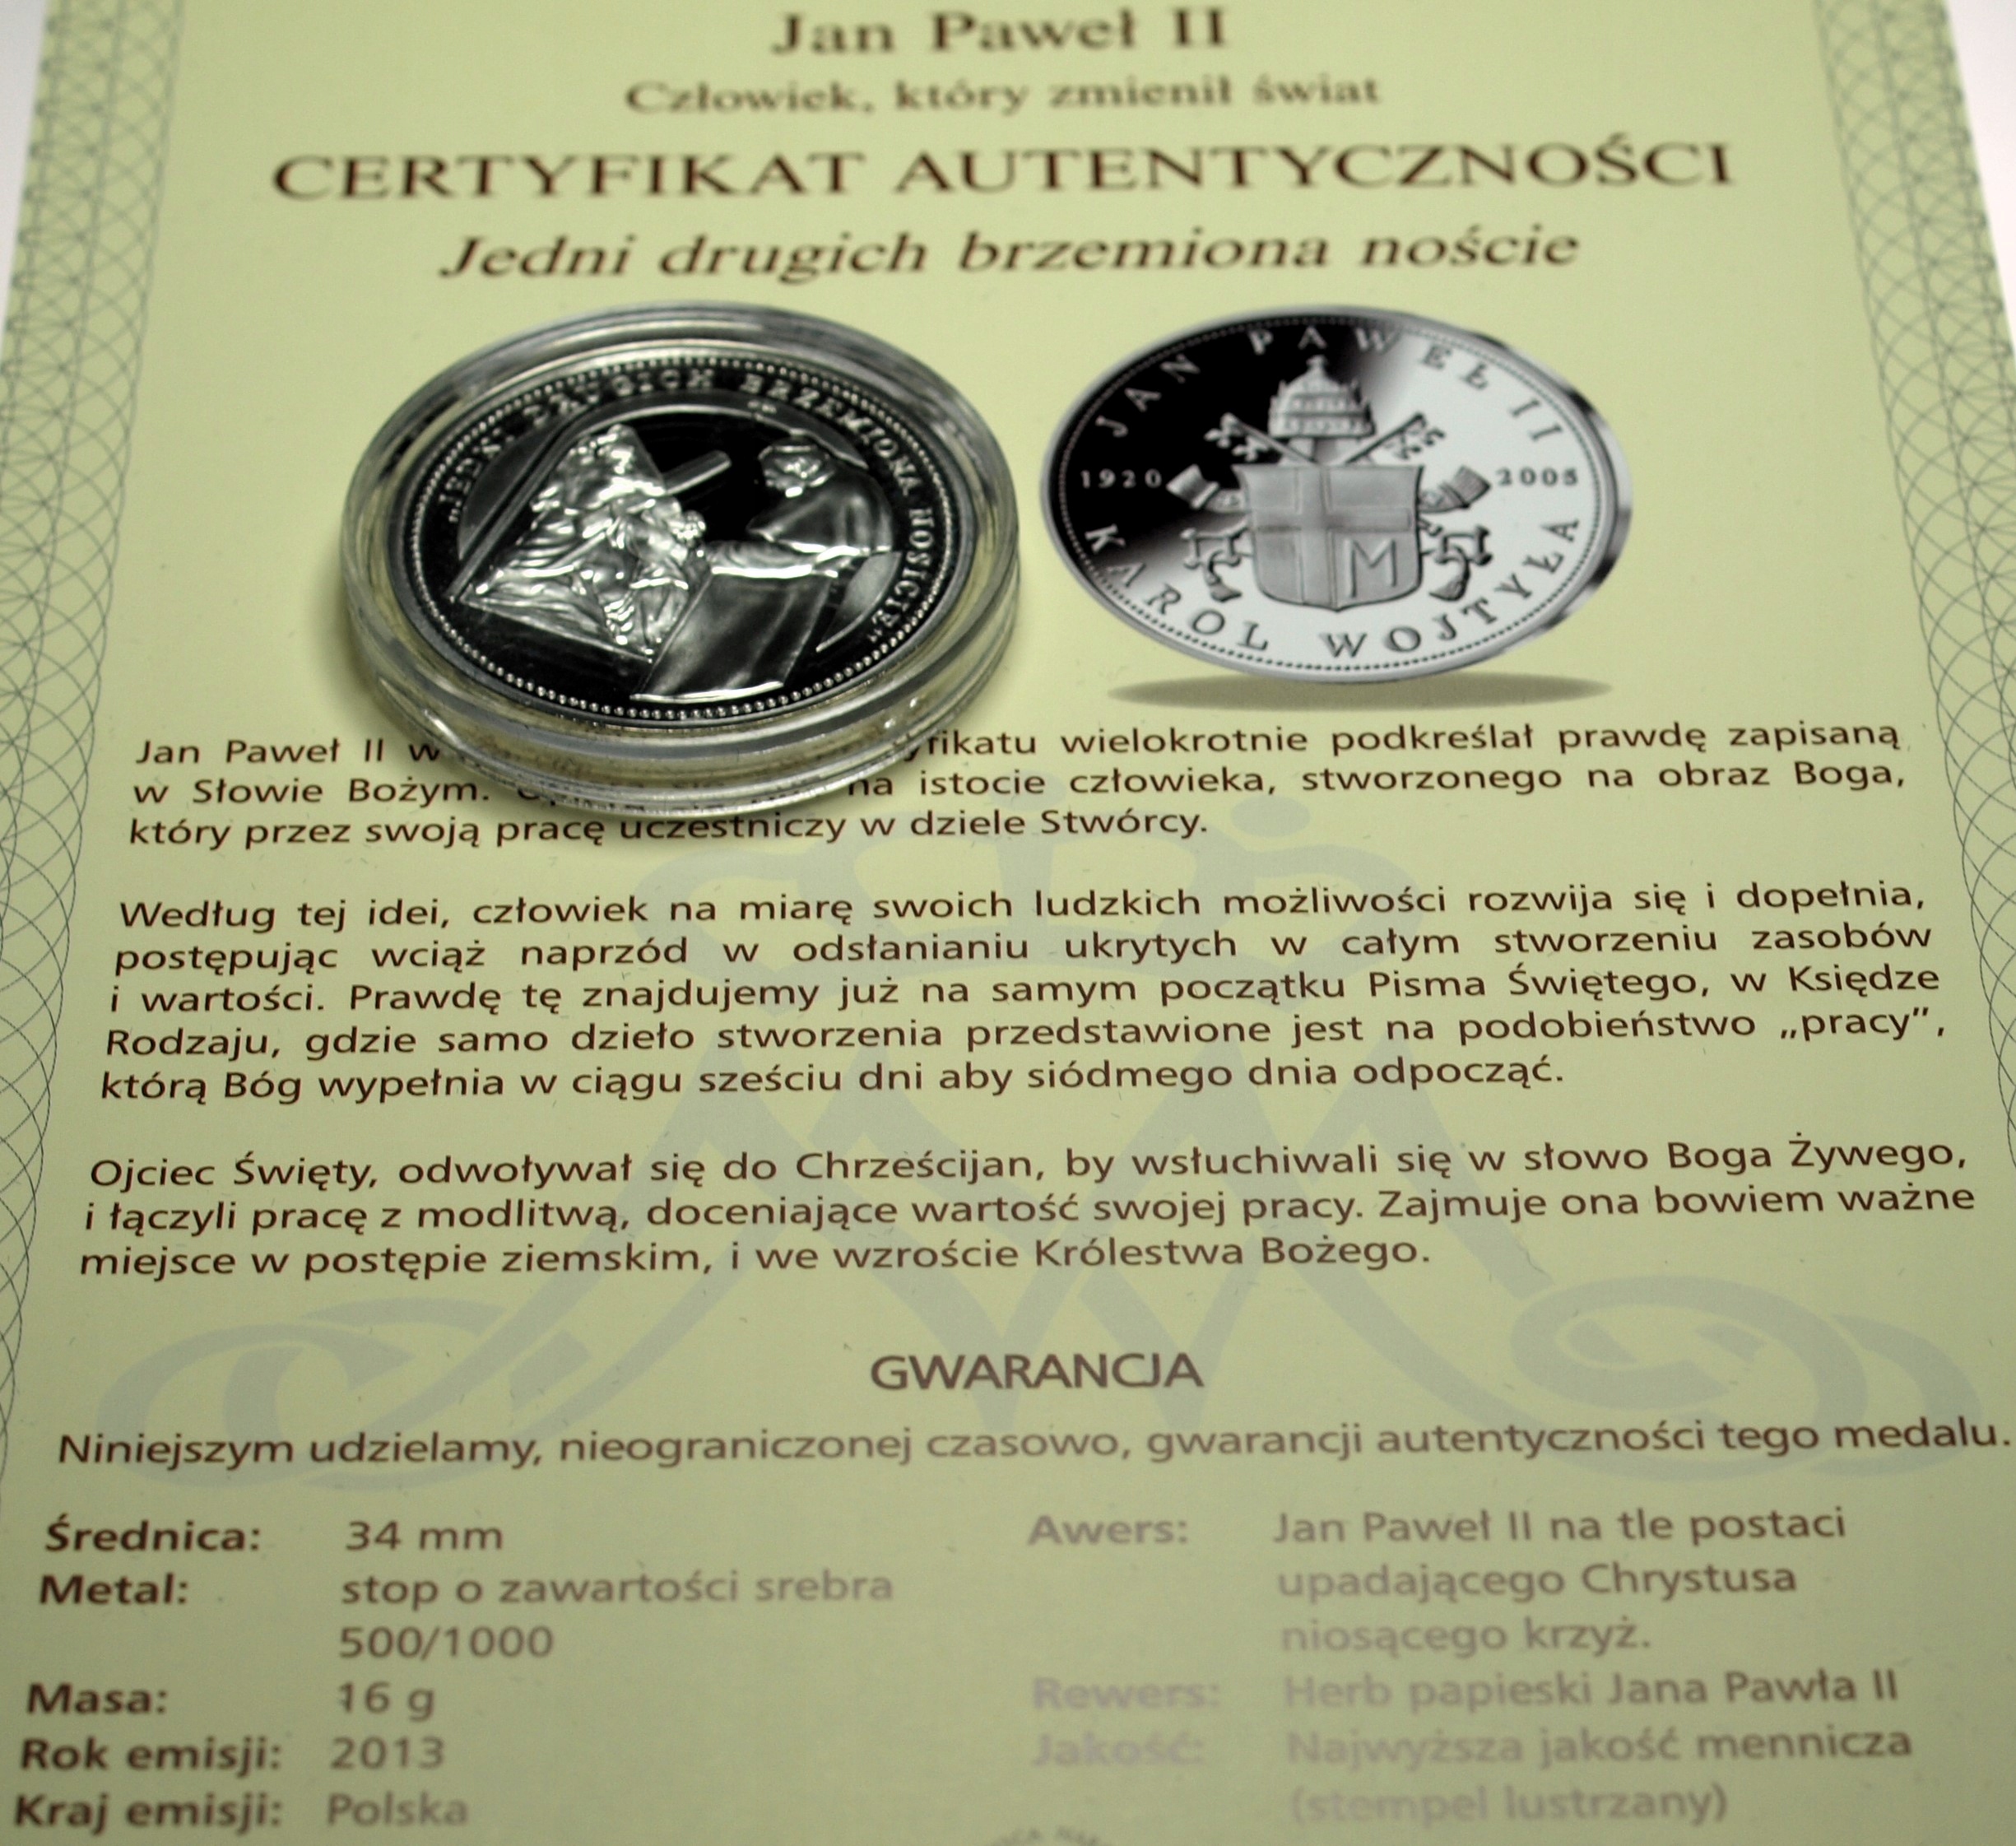 Jan Paweł II
Człowiek, który zmienił świat
CERTYFIKAT AUTENTYCZNOŚCI
Jedni drugich brzemiona noście
„JEDNI DRUGICH BRZEMIONA NOŚCIE”
JAN PAWEŁ II
1920 2005
KAROL WOJTYŁA
M
Jan Paweł II w fikatu wielokrotnie podkreślał prawdę zapisaną
w Słowie Bożym. na istocie człowieka, stworzonego na obraz Boga,
który przez swoją pracę uczestniczy w dziele Stwórcy.
Według tej idei, człowiek na miarę swoich ludzkich możliwości rozwija się i dopełnia,
postępując wciąż naprzód w odsłanianiu ukrytych w całym stworzeniu zasobów
i wartości. Prawdę tę znajdujemy już na samym początku Pisma Świętego, w Księdze
Rodzaju, gdzie samo dzieło stworzenia przedstawione jest na podobieństwo „pracy”,
którą Bóg wypełnia w ciągu sześciu dni aby siódmego dnia odpocząć.
Ojciec Święty, odwoływał się do Chrześcijan, by wsłuchiwali się w słowo Boga Żywego,
i łączyli pracę z modlitwą, doceniające wartość swojej pracy. Zajmuje ona bowiem ważne
miejsce w postępie ziemskim, i we wzroście Królestwa Bożego.
GWARANCJA
Niniejszym udzielamy, nieograniczonej czasowo, gwarancji autentyczności tego medalu.
Średnica: 34 mm
Metal: stop o zawartości srebra
500/1000
Masa: 16 g
Rok emisji: 2013
Kraj emisji: Polska
Awers: Jan Paweł II na tle postaci
upadającego Chrystusa
niosącego krzyż.
Rewers: Herb papieski Jana Pawła II
Jakość: Najwyższa jakość mennicza
(stempel lustrzany)